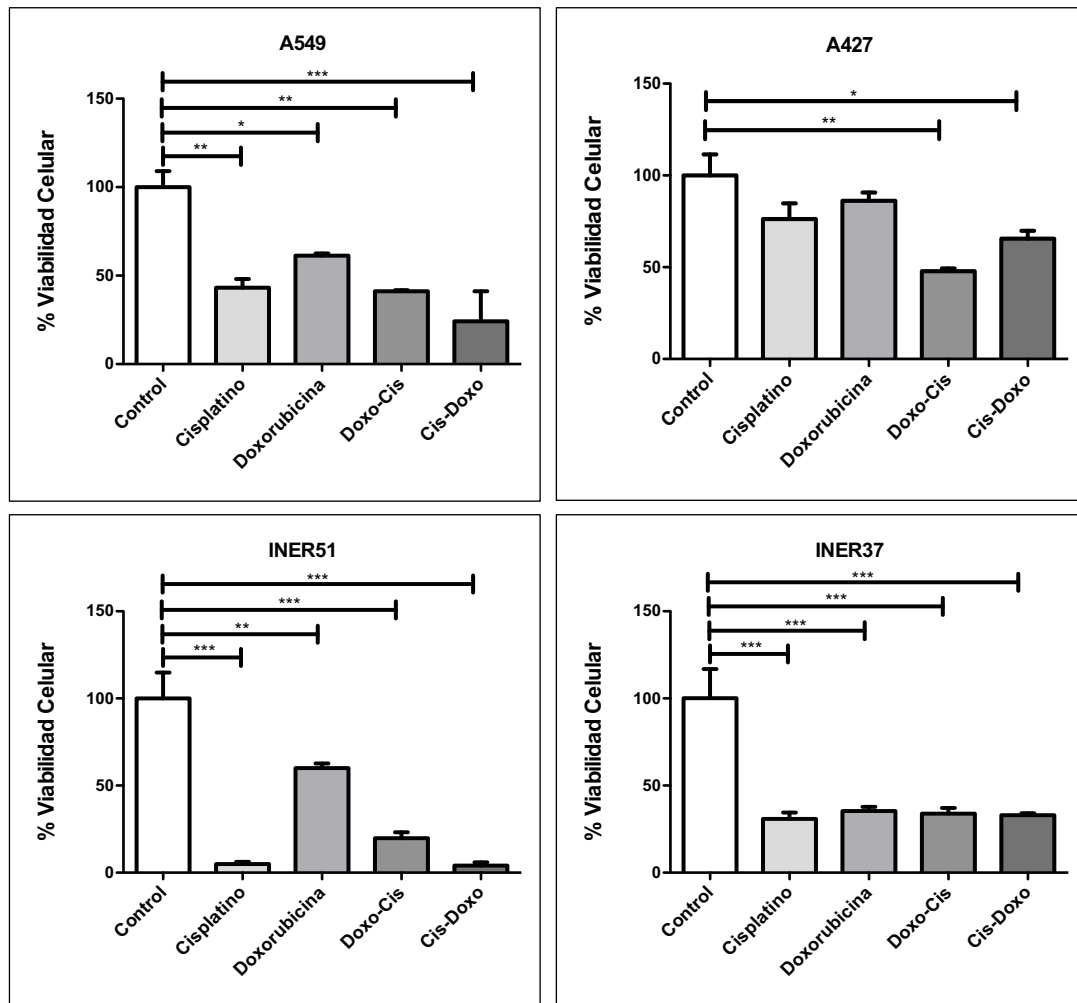 A549
***
**
*
**
150
100
50
0
% Viabilidad Celular
Control
Cisplatino
Doxorubicina
Doxo-Cis
Cis-Doxo
A427
*
**
150
100
50
0
% Viabilidad Celular
Control
Cisplatino
Doxorubicina
Doxo-Cis
Cis-Doxo
INER51
***
***
**
***
150
100
50
0
% Viabilidad Celular
Control
Cisplatino
Doxorubicina
Doxo-Cis
Cis-Doxo
INER37
***
***
***
***
150
100
50
0
% Viabilidad Celular
Control
Cisplatino
Doxorubicina
Doxo-Cis
Cis-Doxo